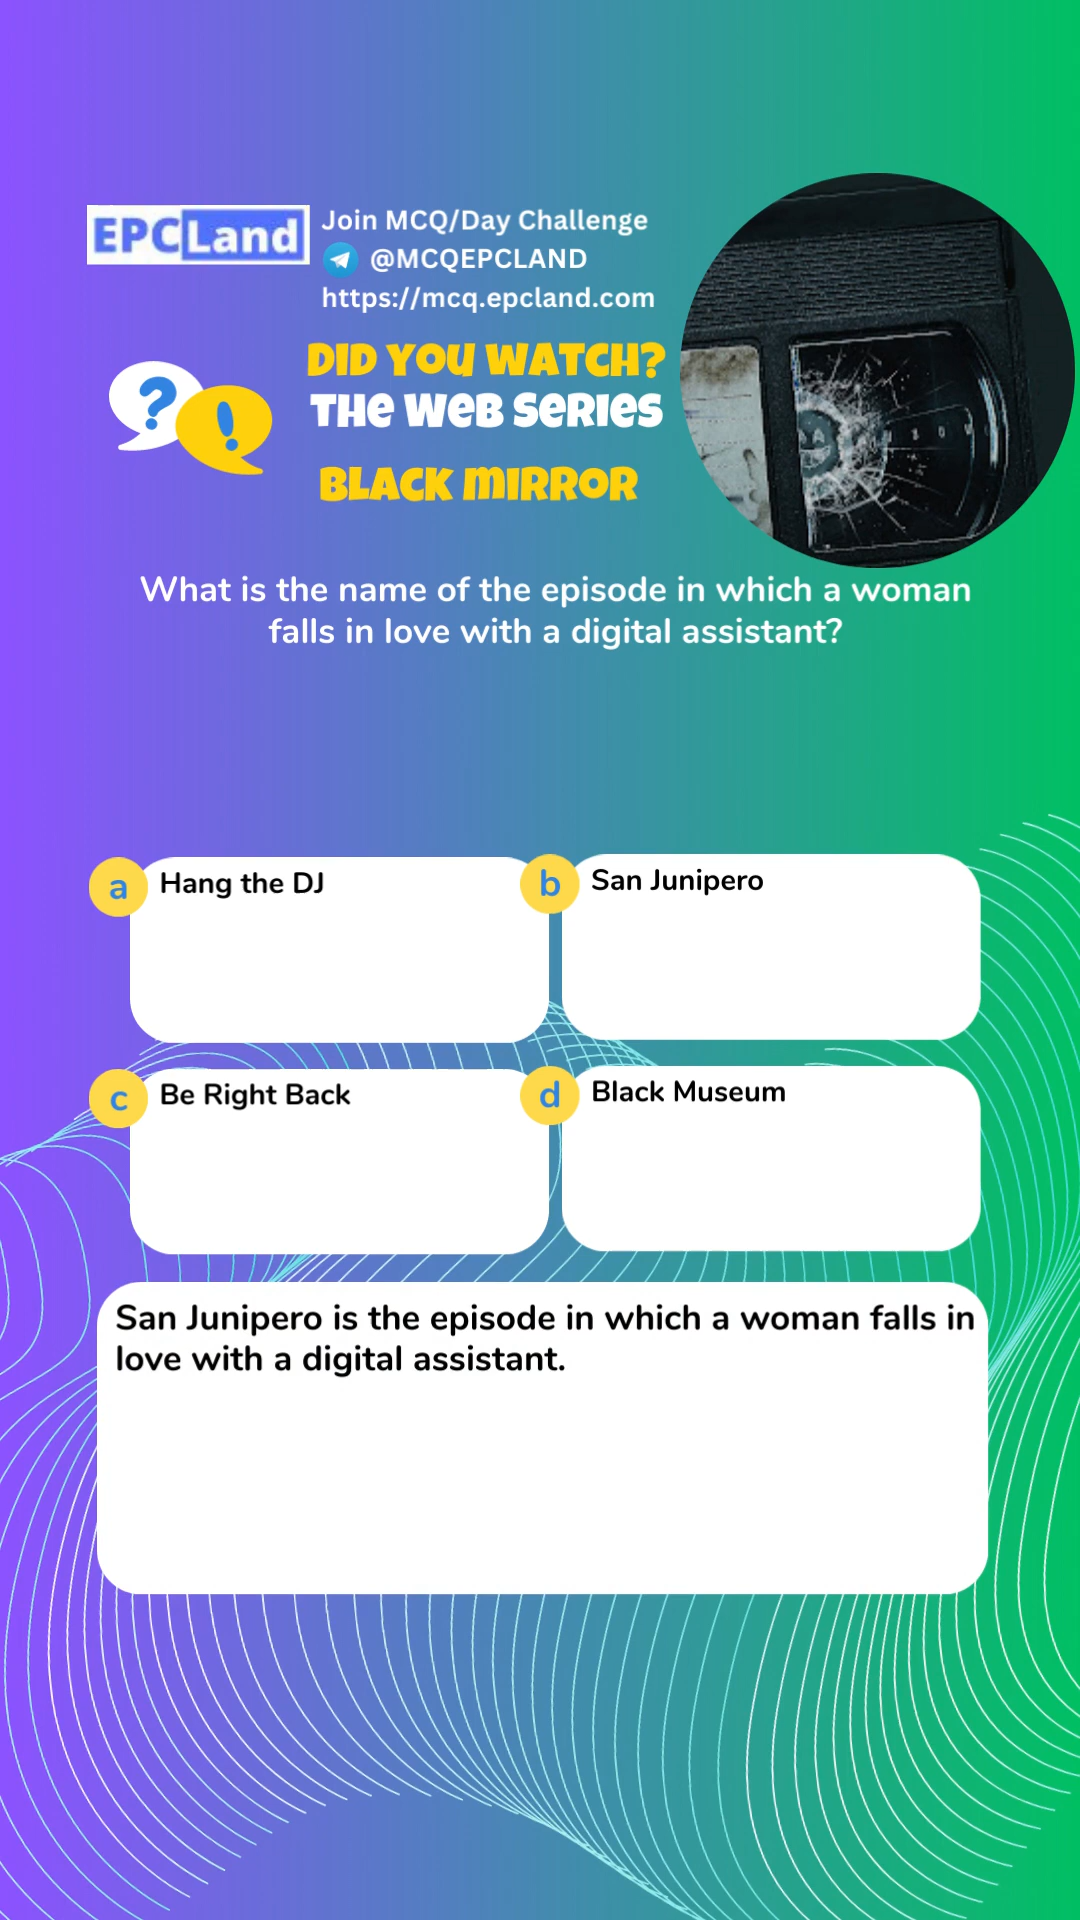 EPCLand
Join MCQ/Day Challenge
@MCQEPCLAND
https://mcq.epcland.com
DID YOU WATCH?
THE WEB SERIES
BLACK MIRROR
? !
What is the name of the episode in which a woman
falls in love with a digital assistant?
a Hang the DJ
b San Junipero
c Be Right Back
d Black Museum
San Junipero is the episode in which a woman falls in
love with a digital assistant.